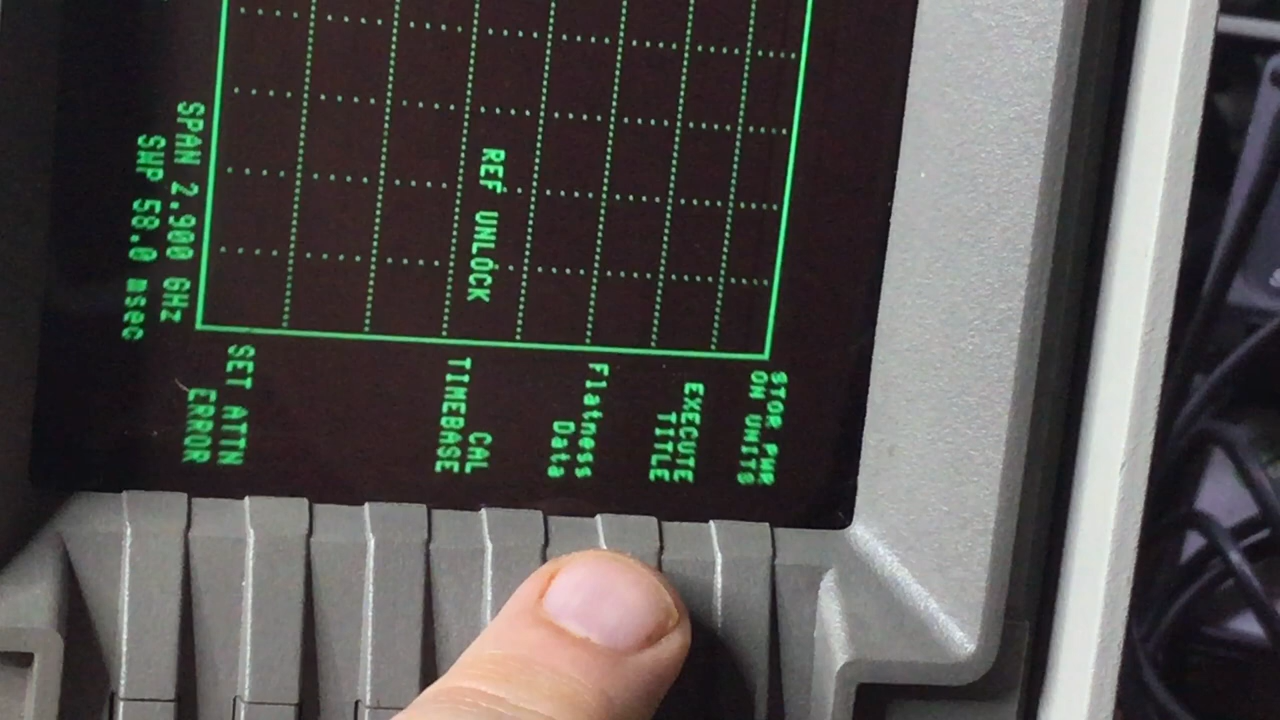 STOR PWR
ON UNITS
EXECUTE
TITLE
Flatness
Data
REF UNLOCK
CAL
TIMEBASE
SET ATTN
ERROR
SPAN 2.900 GHz
SWP 58.0 msec